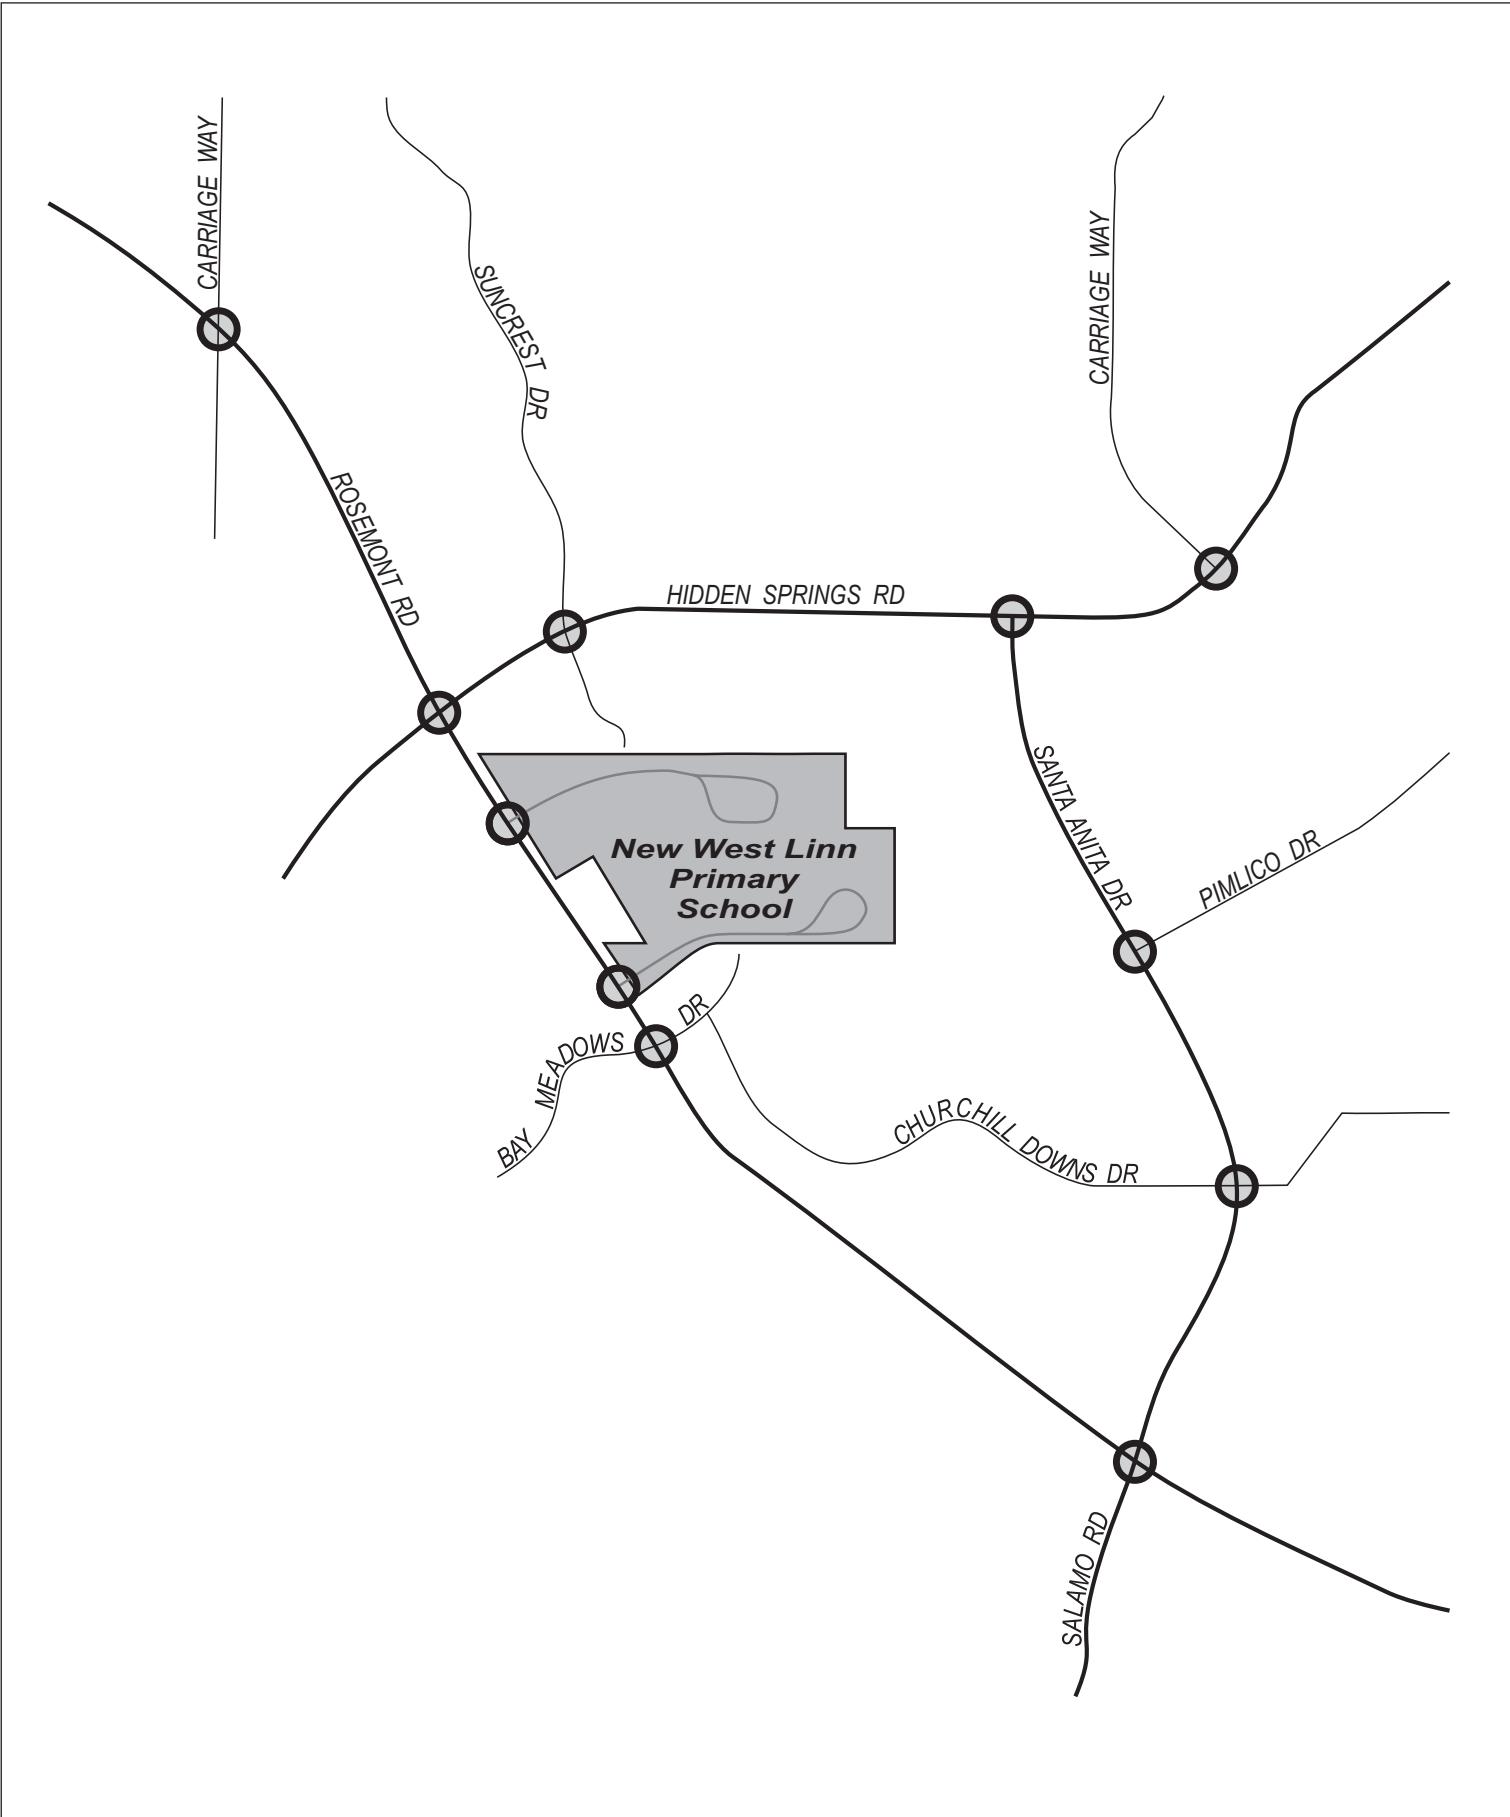 CARRIAGE WAY
SUNCREST DR
CARRIAGE WAY
ROSEMONT RD
HIDDEN SPRINGS RD
SANTA ANITA DR
PIMLICO DR
New West Linn
Primary
School
BAY MEADOWS DR
CHURCHILL DOWNS DR
SALAMO RD